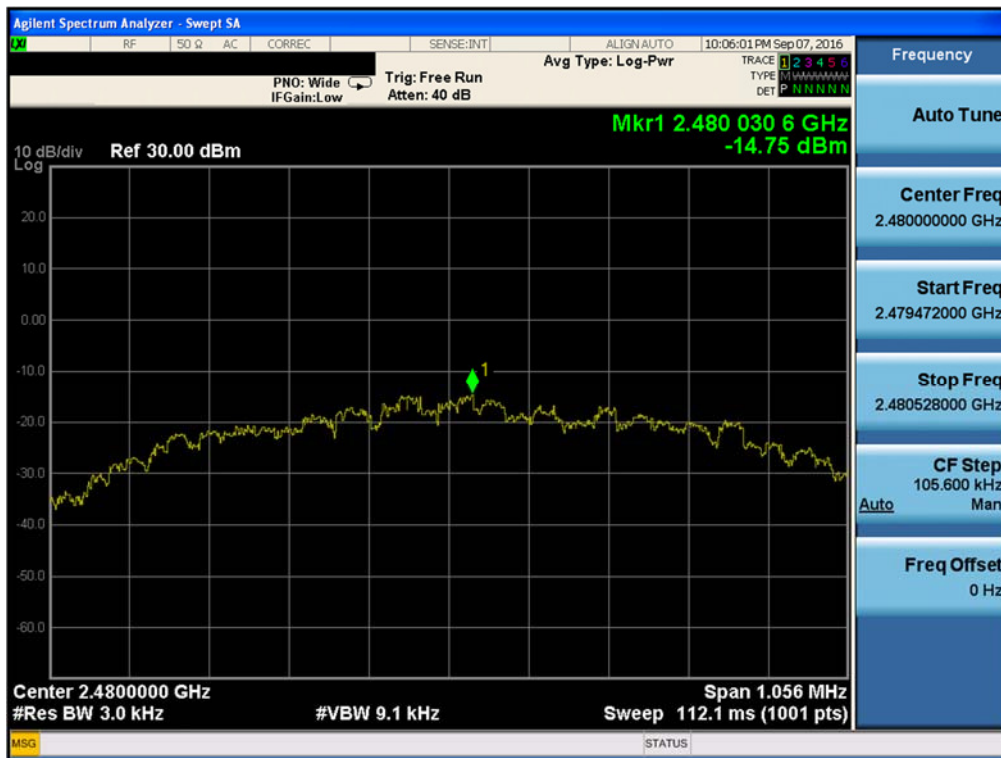 Agilent Spectrum Analyzer - Swept SA
LXI RF 50 Ω AC CORREC SENSE:INT ALIGN AUTO 10:06:01 PM Sep 07, 2016
Frequency
Avg Type: Log-Pwr
TRACE 1 2 3 4 5 6
TYPE M
DET P N N N N N
PNO: Wide
IFGain:Low
Trig: Free Run
Atten: 40 dB
Auto Tune
Mkr1 2.480 030 6 GHz
-14.75 dBm
10 dB/div Ref 30.00 dBm
Log
20.0
10.0
0.00
-10.0
-20.0
-30.0
-40.0
-50.0
-60.0
1
Center Freq
2.480000000 GHz
Start Freq
2.479472000 GHz
Stop Freq
2.480528000 GHz
CF Step
105.600 kHz
Auto Man
Freq Offset
0 Hz
Center 2.4800000 GHz Span 1.056 MHz
#Res BW 3.0 kHz #VBW 9.1 kHz Sweep 112.1 ms (1001 pts)
MSG STATUS